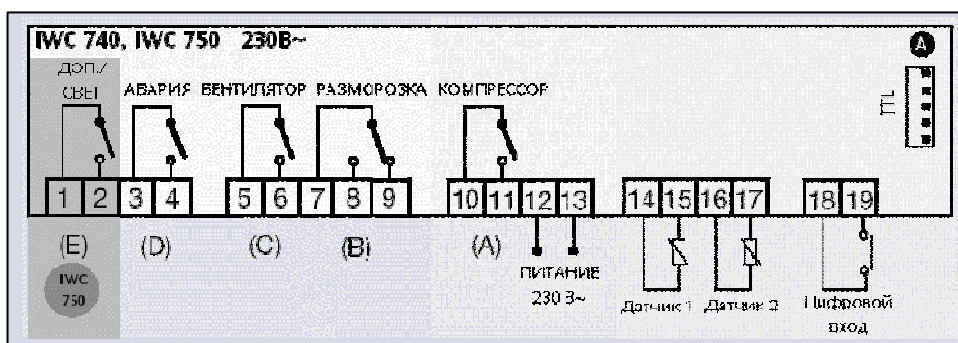 IWC 740, IWC 750 230В~
A
ДОП./
СВЕТ
АВАРИЯ ВЕНТИЛЯТОР РАЗМОРОЗКА КОМПРЕССОР
TTL
1 2 3 4 5 6 7 8 9 10 11 12 13 14 15 16 17 18 19
(E) (D) (C) (B) (A)
IWC
750
ПИТАНИЕ
230 В~
Датчик 1 Датчик 2 Цифровой
вход